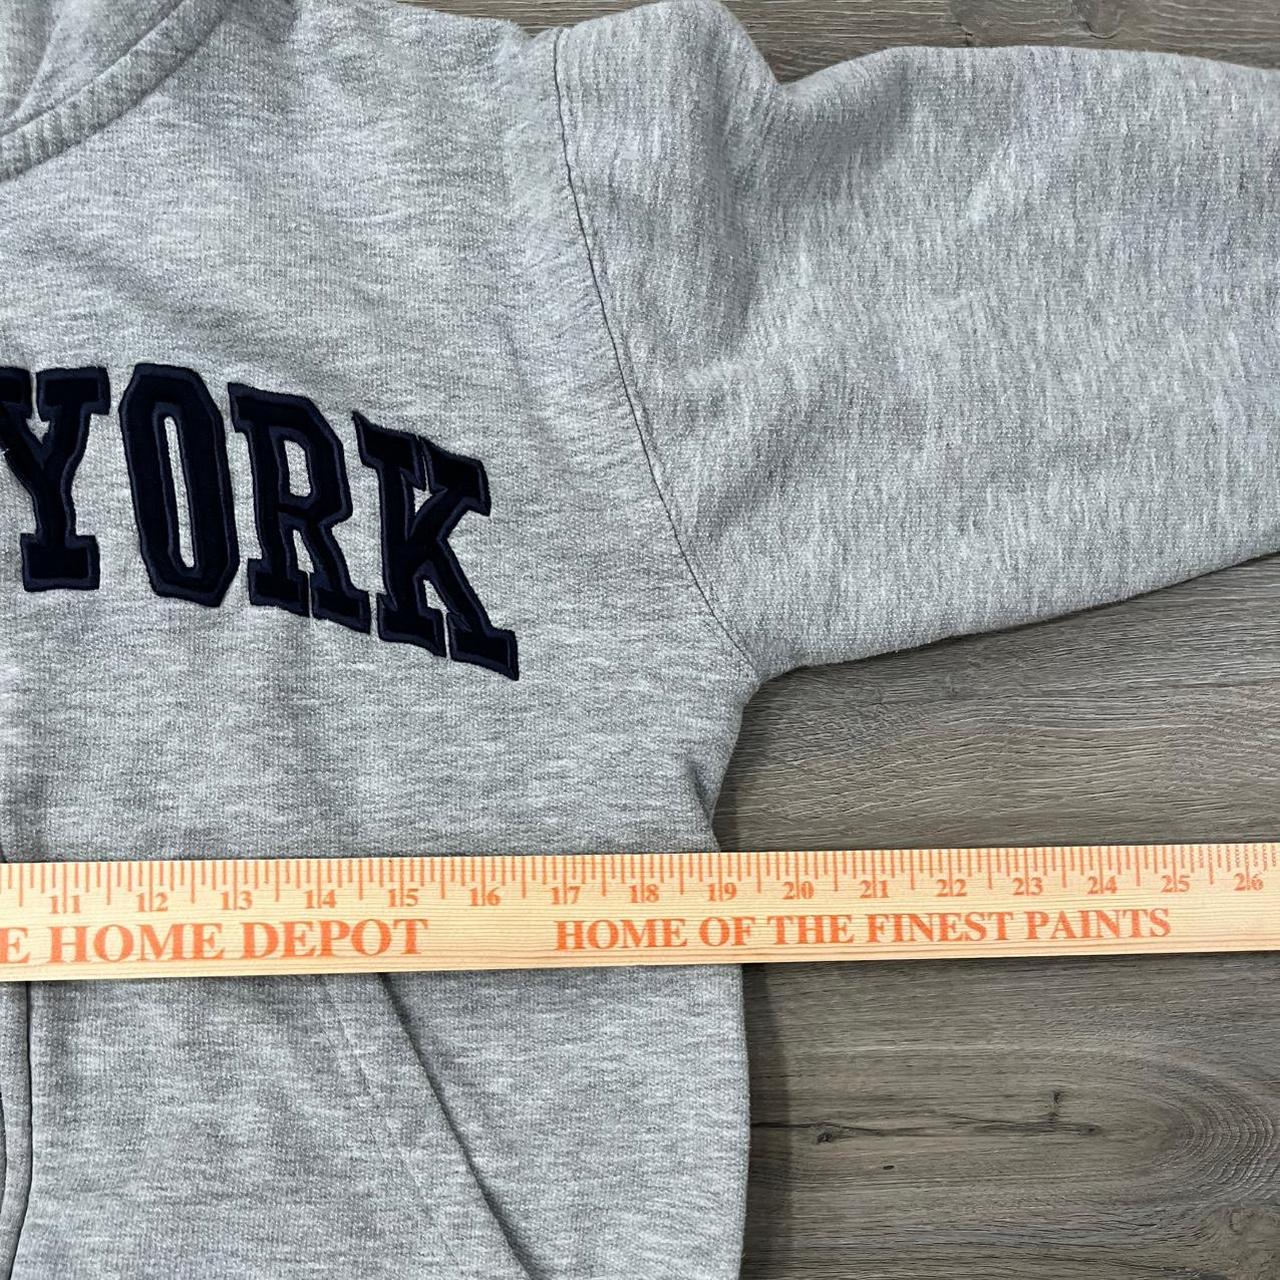 YORK
11 12 13 14 15 16 17 18 19 20 21 22 23 24 25 26
E HOME DEPOT HOME OF THE FINEST PAINTS